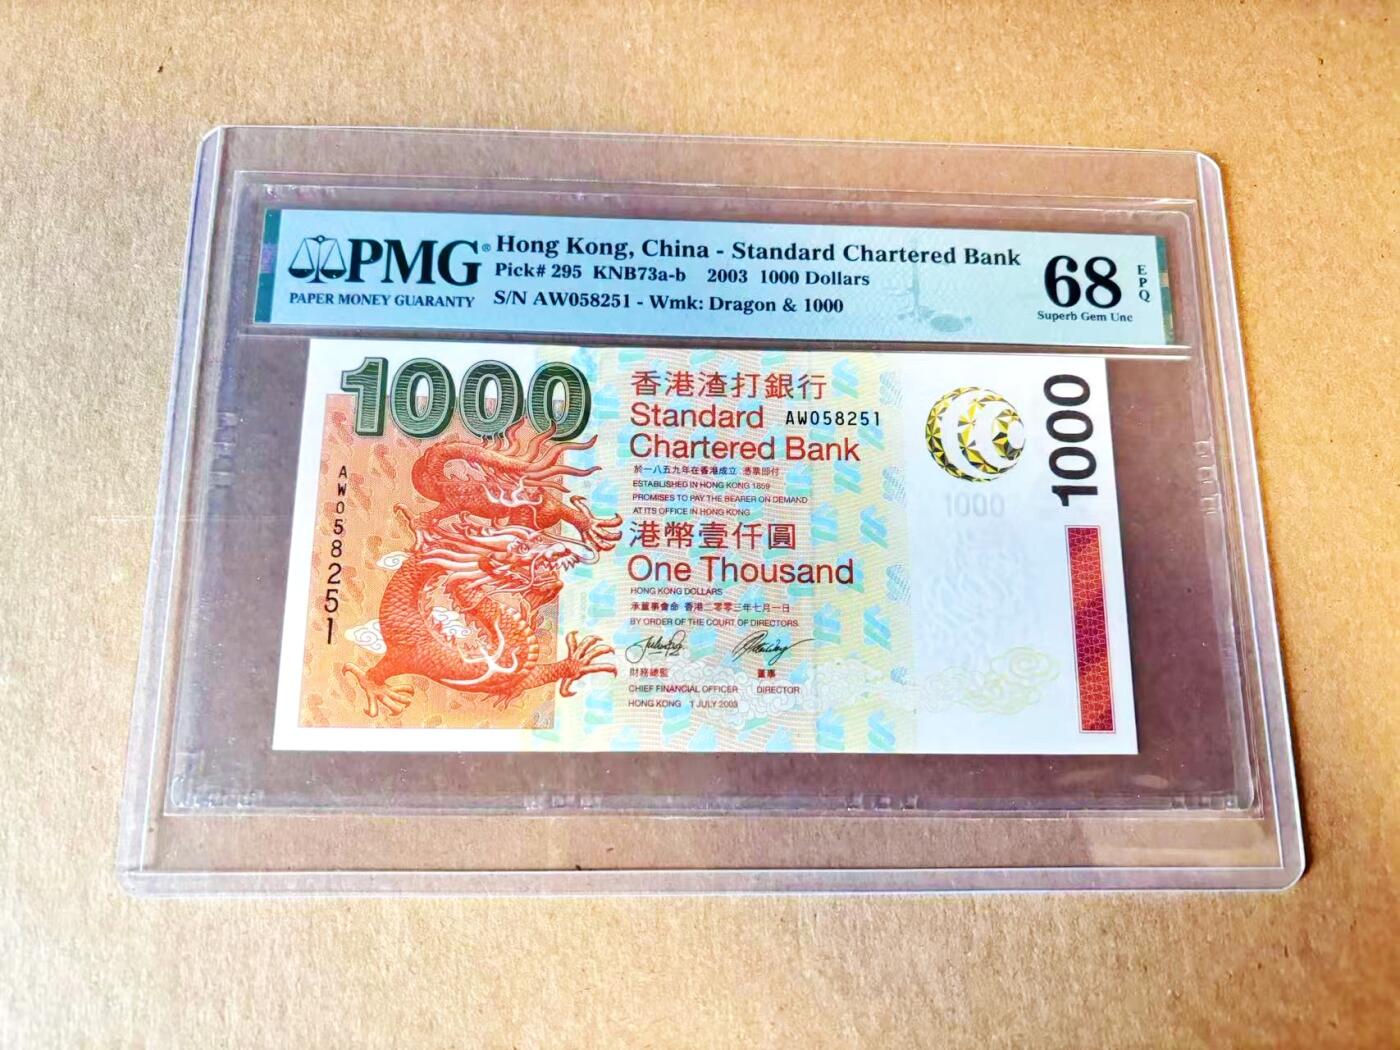 PMG®
PAPER MONEY GUARANTY
Hong Kong, China - Standard Chartered Bank
Pick# 295 KNB73a-b 2003 1000 Dollars
S/N AW058251 - Wmk: Dragon & 1000
68
EPQ
Superb Gem Unc
1000
香港渣打銀行
Standard AW058251
Chartered Bank
於一八五九年在香港成立 憑票即付
ESTABLISHED IN HONG KONG 1859
PROMISES TO PAY THE BEARER ON DEMAND
AT ITS OFFICE IN HONG KONG
港幣壹仟圓
One Thousand
HONG KONG DOLLARS
承董事會命 香港二零零三年七月一日
BY ORDER OF THE COURT OF DIRECTORS
財務總監 董事
CHIEF FINANCIAL OFFICER DIRECTOR
HONG KONG 1 JULY 2003
AW058251
1000
1000